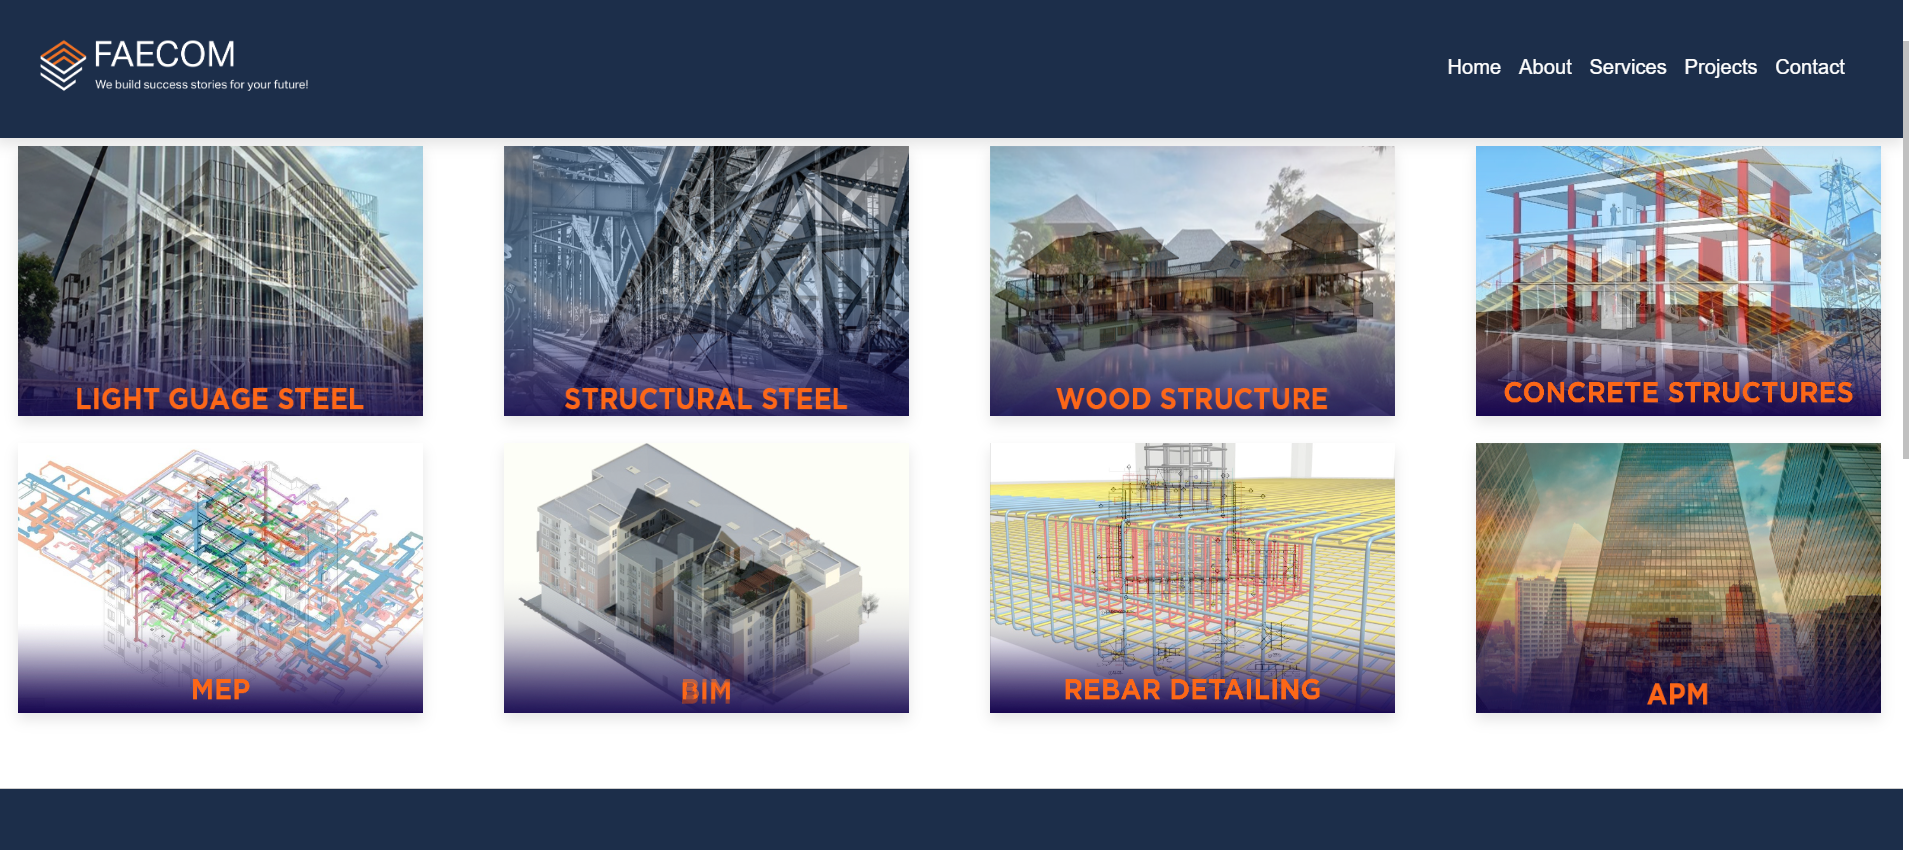 FAECOM
We build success stories for your future!
Home About Services Projects Contact
LIGHT GUAGE STEEL
STRUCTURAL STEEL
WOOD STRUCTURE
CONCRETE STRUCTURES
MEP
BIM
REBAR DETAILING
APM